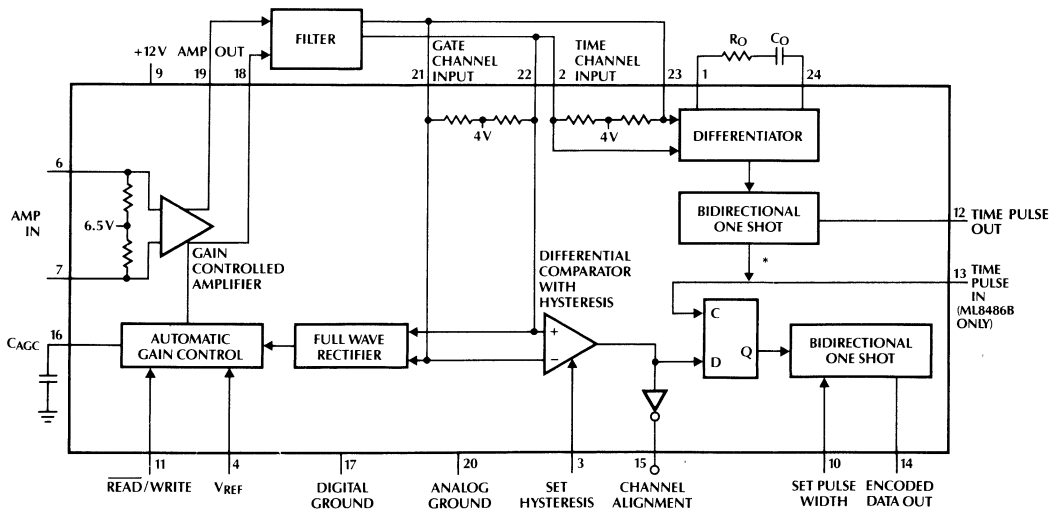 FILTER
+12V AMP OUT
9 19 18
GATE
CHANNEL
INPUT
21 22
TIME
CHANNEL
INPUT
2 23
RO
CO
1 24
4V
4V
DIFFERENTIATOR
6
AMP
IN
7
6.5V
GAIN
CONTROLLED
AMPLIFIER
BIDIRECTIONAL
ONE SHOT
12 TIME PULSE
OUT
*
13 TIME
PULSE
IN
(ML8486B
ONLY)
DIFFERENTIAL
COMPARATOR
WITH
HYSTERESIS
CAGC
16
AUTOMATIC
GAIN CONTROL
FULL WAVE
RECTIFIER
+
−
C
D
Q
BIDIRECTIONAL
ONE SHOT
11
READ/WRITE
4
VREF
17
DIGITAL
GROUND
20
ANALOG
GROUND
3
SET
HYSTERESIS
15
CHANNEL
ALIGNMENT
10
SET PULSE
WIDTH
14
ENCODED
DATA OUT